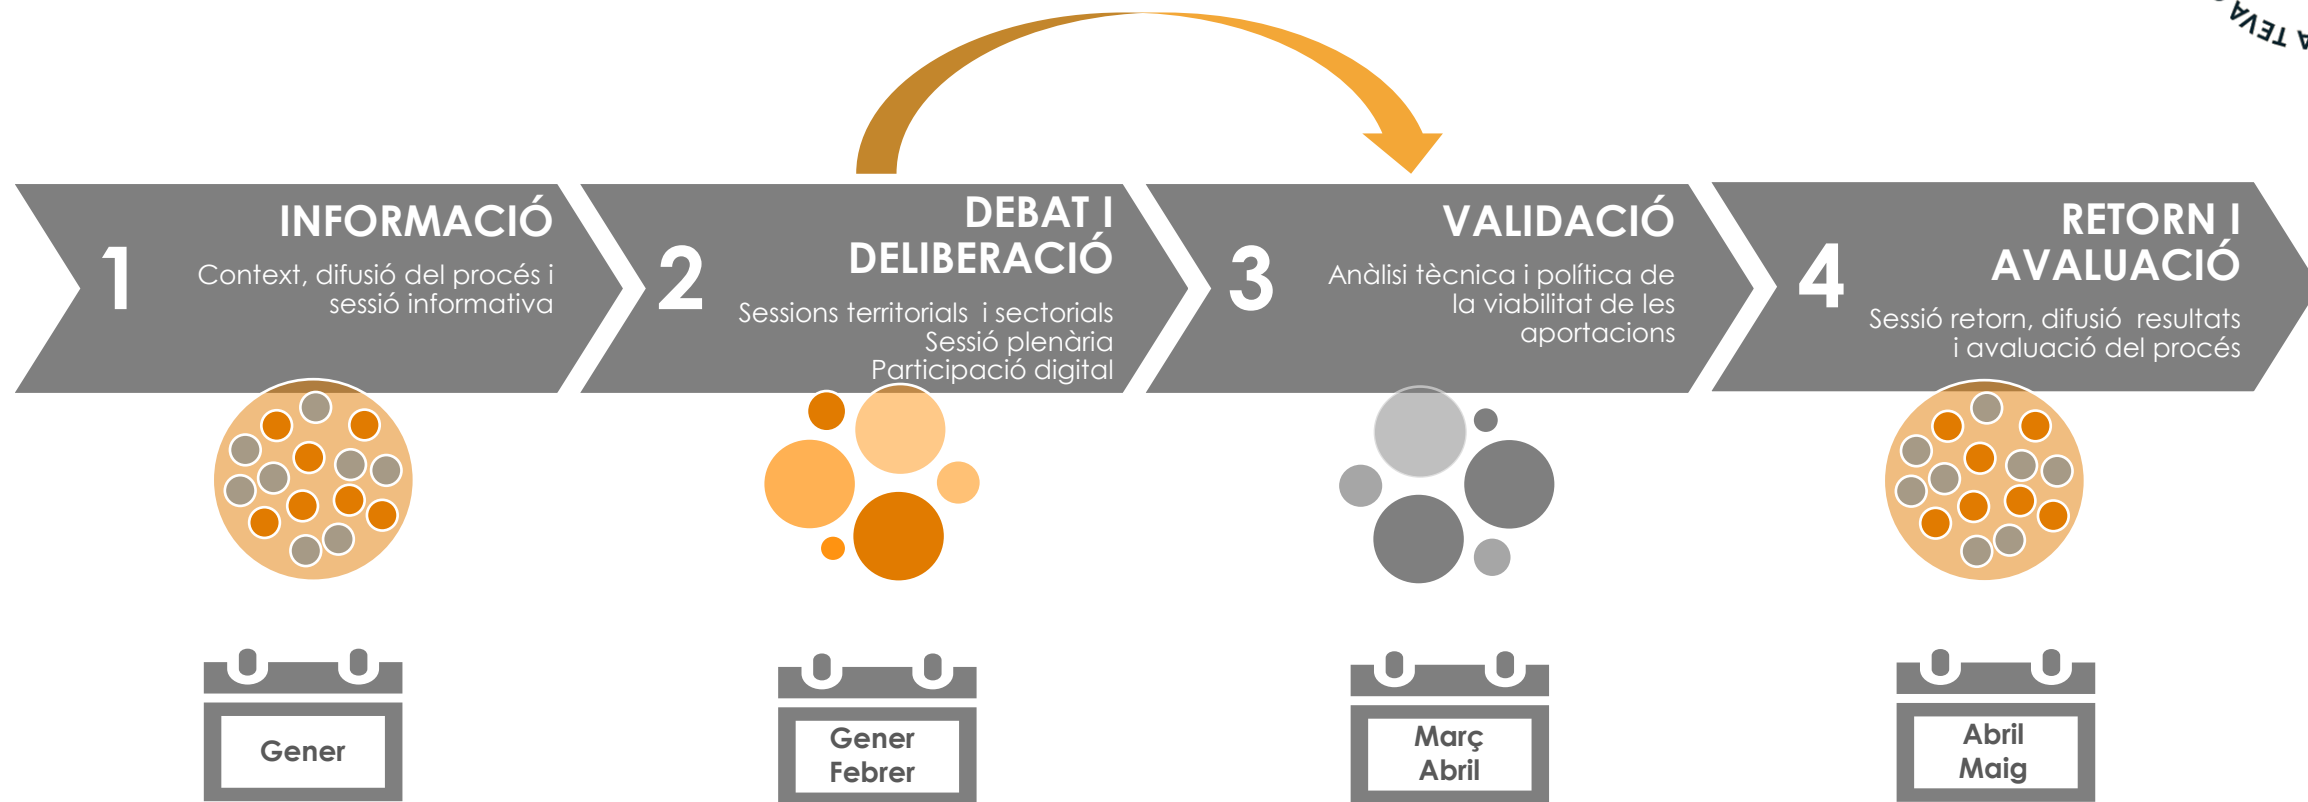 A TEVA
1
INFORMACIÓ
Context, difusió del procés i
sessió informativa
2
DEBAT I
DELIBERACIÓ
Sessions territorials i sectorials
Sessió plenària
Participació digital
3
VALIDACIÓ
Anàlisi tècnica i política de
la viabilitat de les
aportacions
4
RETORN I
AVALUACIÓ
Sessió retorn, difusió resultats
i avaluació del procés
Gener
Gener
Febrer
Març
Abril
Abril
Maig